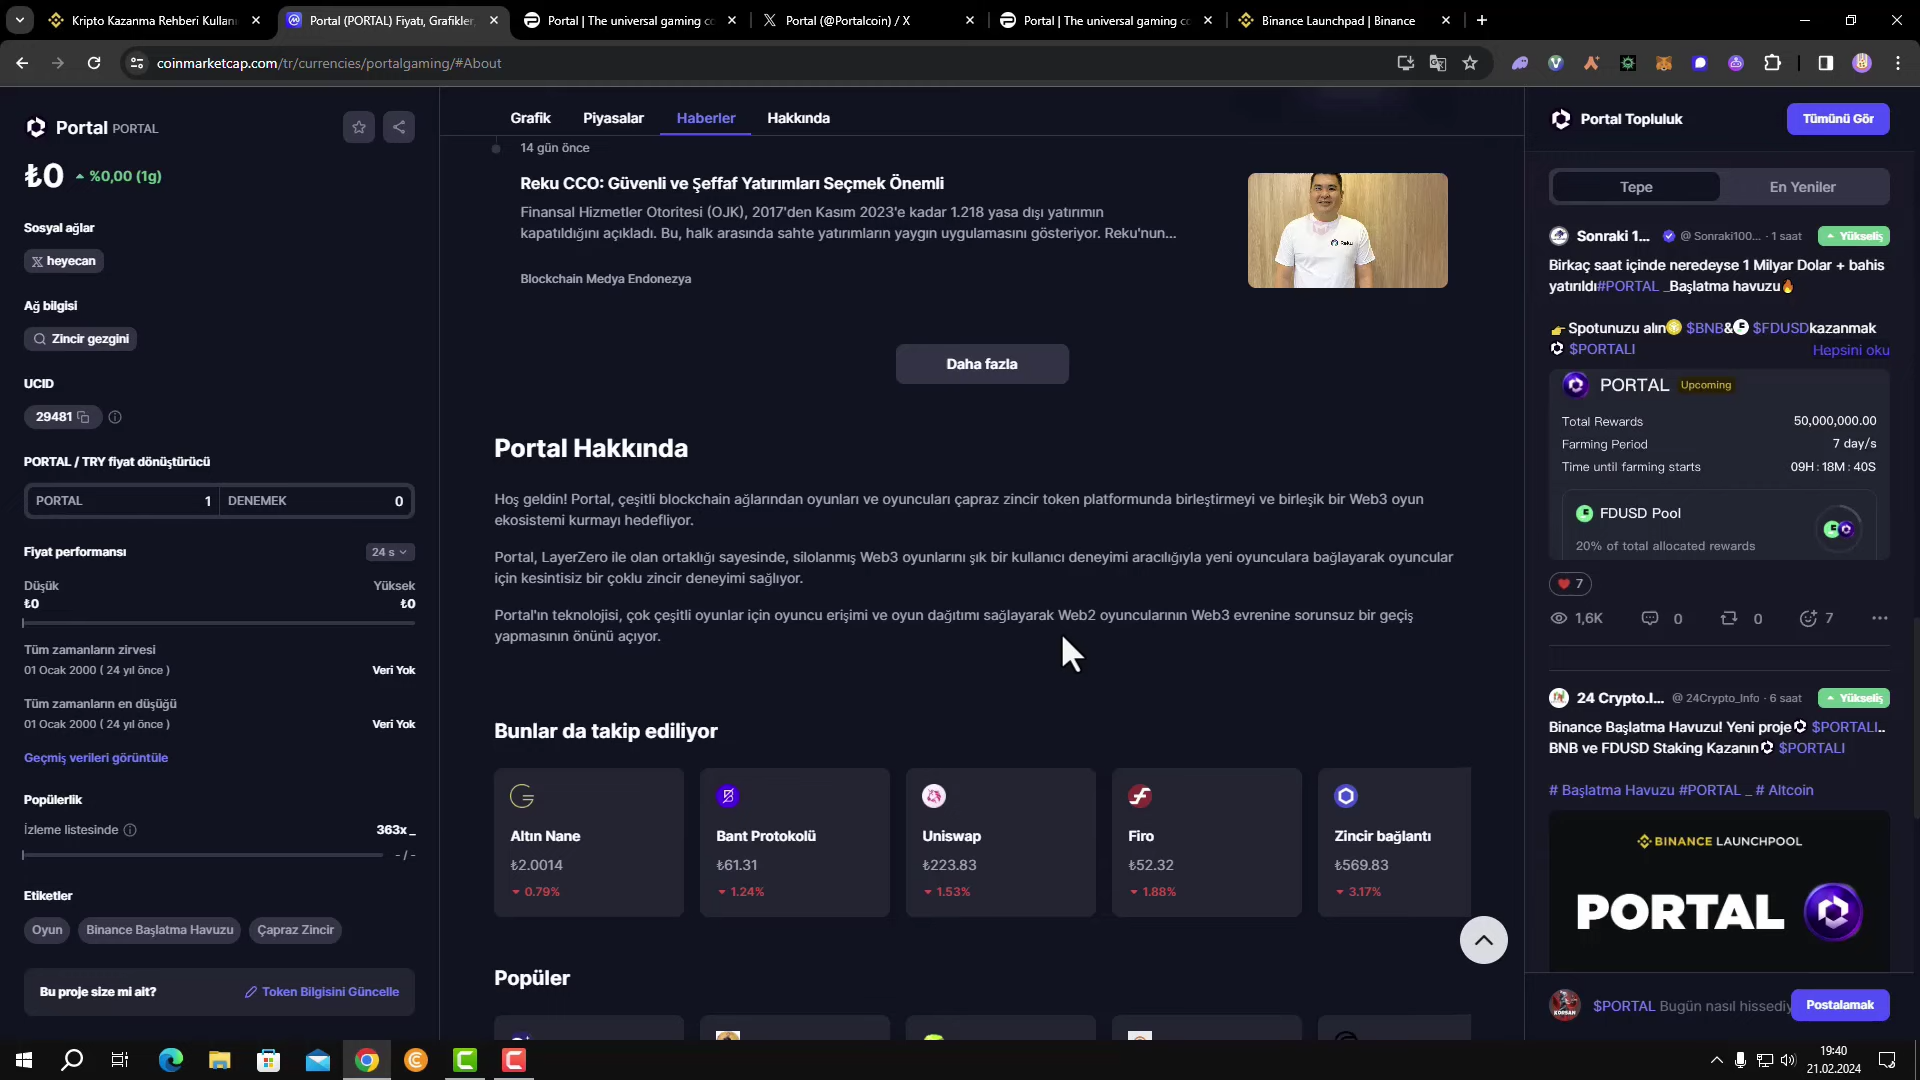 Kripto Kazanma Rehberi Kullanı
Portal (PORTAL) Fiyatı, Grafikler,
Portal | The universal gaming co
Portal (@Portalcoin) / X
Portal | The universal gaming co
Binance Launchpad | Binance
coinmarketcap.com/tr/currencies/portalgaming/#About
Portal PORTAL
₺0 %0,00 (1g)
Sosyal ağlar
heyecan
Ağ bilgisi
Zincir gezgini
UCID
29481
PORTAL / TRY fiyat dönüştürücü
PORTAL 1 DENEMEK 0
Fiyat performansı 24 s
Düşük Yüksek
₺0 ₺0
Tüm zamanların zirvesi
01 Ocak 2000 ( 24 yıl önce ) Veri Yok
Tüm zamanların en düşüğü
01 Ocak 2000 ( 24 yıl önce ) Veri Yok
Geçmiş verileri görüntüle
Popülerlik
İzleme listesinde 363x _
- / -
Etiketler
Oyun Binance Başlatma Havuzu Çapraz Zincir
Bu proje size mi ait? Token Bilgisini Güncelle
Grafik Piyasalar Haberler Hakkında
14 gün önce
Reku CCO: Güvenli ve Şeffaf Yatırımları Seçmek Önemli
Finansal Hizmetler Otoritesi (OJK), 2017'den Kasım 2023'e kadar 1.218 yasa dışı yatırımın
kapatıldığını açıkladı. Bu, halk arasında sahte yatırımların yaygın uygulamasını gösteriyor. Reku'nun...
Blockchain Medya Endonezya
Reku
Daha fazla
Portal Hakkında
Hoş geldin! Portal, çeşitli blockchain ağlarından oyunları ve oyuncuları çapraz zincir token platformunda birleştirmeyi ve birleşik bir Web3 oyun
ekosistemi kurmayı hedefliyor.
Portal, LayerZero ile olan ortaklığı sayesinde, silolanmış Web3 oyunlarını şık bir kullanıcı deneyimi aracılığıyla yeni oyunculara bağlayarak oyuncular
için kesintisiz bir çoklu zincir deneyimi sağlıyor.
Portal'ın teknolojisi, çok çeşitli oyunlar için oyuncu erişimi ve oyun dağıtımı sağlayarak Web2 oyuncularının Web3 evrenine sorunsuz bir geçiş
yapmasının önünü açıyor.
Bunlar da takip ediliyor
Altın Nane Bant Protokolü Uniswap Firo Zincir bağlantı
₺2.0014 ₺61.31 ₺223.83 ₺52.32 ₺569.83
0.79% 1.24% 1.53% 1.88% 3.17%
Popüler
Portal Topluluk Tümünü Gör
Tepe En Yeniler
Sonraki 1... @ Sonraki100... · 1 saat Yükseliş
Birkaç saat içinde neredeyse 1 Milyar Dolar + bahis
yatırıldı#PORTAL _Başlatma havuzu🔥
👉Spotunuzu alın $BNB& $FDUSDkazanmak
$PORTALI Hepsini oku
PORTAL Upcoming
Total Rewards 50,000,000.00
Farming Period 7 day/s
Time until farming starts 09H : 18M : 40S
FDUSD Pool
20% of total allocated rewards
7
1,6K 0 0 7
24 Crypto.I... @ 24Crypto_Info · 6 saat Yükseliş
Binance Başlatma Havuzu! Yeni proje $PORTALI..
BNB ve FDUSD Staking Kazanın $PORTALI
# Başlatma Havuzu #PORTAL _ # Altcoin
BINANCE LAUNCHPOOL
PORTAL
$PORTAL Bugün nasıl hissediy Postalamak
19:40
21.02.2024